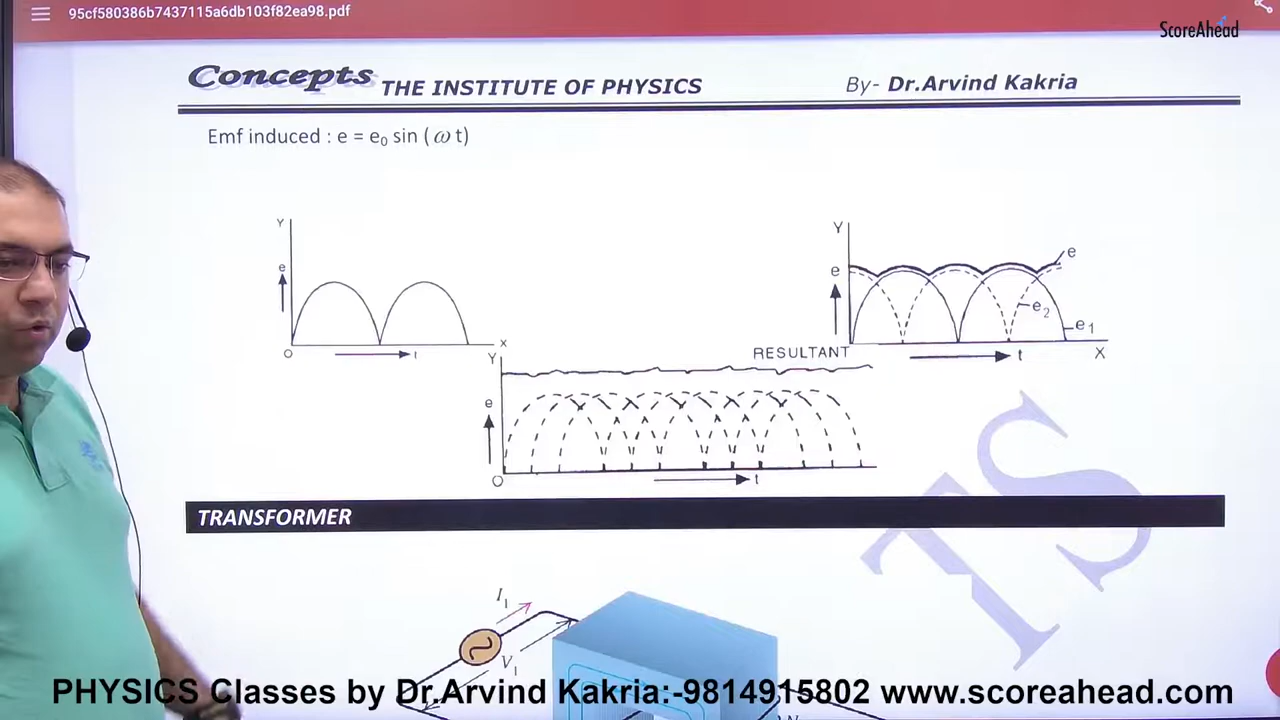 95cf580386b7437115a6db103f82ea98.pdf
ScoreAhead
Concepts THE INSTITUTE OF PHYSICS By- Dr.Arvind Kakria
Emf induced : e = e₀ sin ( ω t)
Y
e
O
t
X
Y
e
RESULTANT
t
X
e
e₂
e₁
Y
e
O
t
TRANSFORMER
I₁
V₁
N
TS
PHYSICS Classes by Dr.Arvind Kakria:-9814915802 www.scoreahead.com